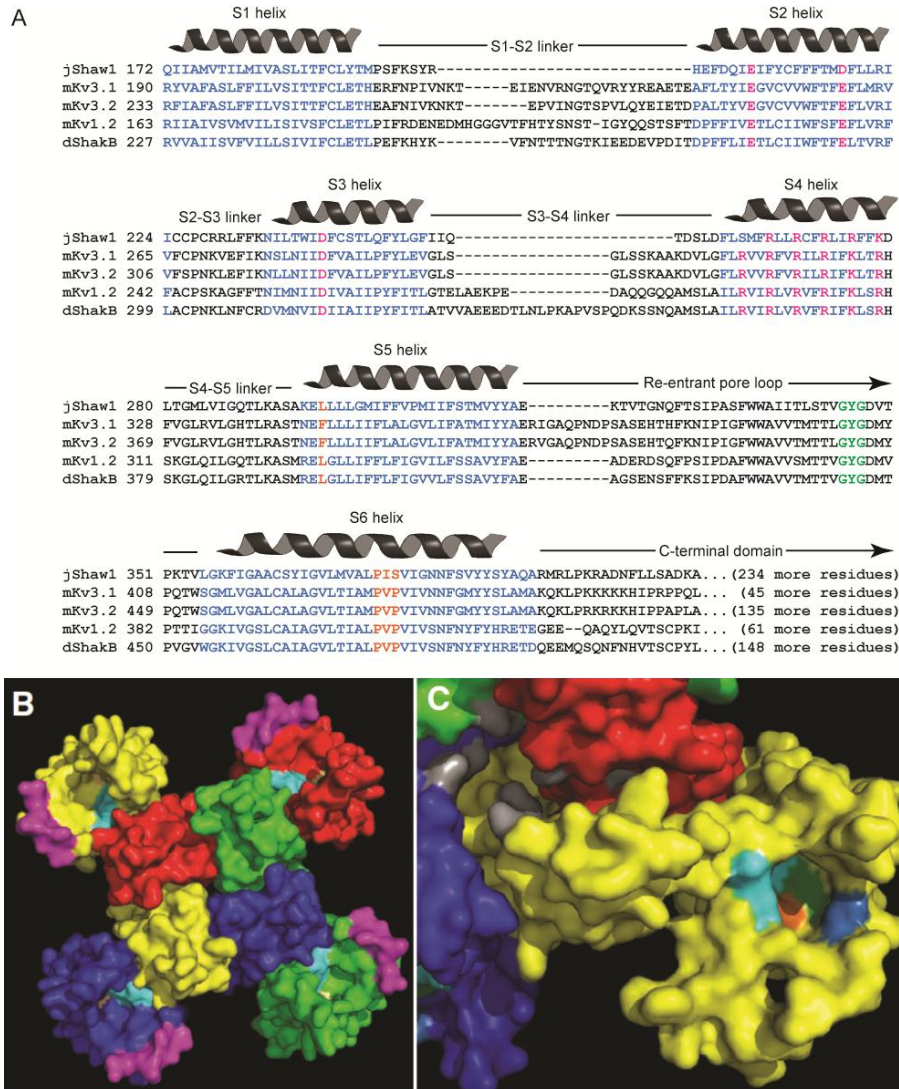 A
S1 helix
S1-S2 linker
S2 helix
jShaw1 172 QIIAMVTILMIVASLITFCLYTMPSFKSYR----------------------------HEFDQIEIFYCFFFTMDFLLRI
mKv3.1 190 RYVAFASLFFILVSITTFCLETHERFNPIVNKT-----EIENVRNGTQVRYYREAETEAFLTYIEGVCVVWFTFEFLMRV
mKv3.2 233 RFIAFASLFFILVSITTFCLETHEAFNIVKNKT-------EPVINGTSPVLQYEIETDPALTYVEGVCVVWFTFEFLVRI
mKv1.2 163 RIIAIVSVMVILISIVSFCLETLPIFRDENEDMHGGGVTFHTYSNST-IGYQQSTSFTDPFFIVETLCIIWFSFEFLVRF
dShakB 227 RVVAIISVFVILLSIVIFCLETLPEFKHYK--------VFNTTTNGTKIEEDEVPDITDPFFLIETLCIIWFTFELTVRF
S2-S3 linker
S3 helix
S3-S4 linker
S4 helix
jShaw1 224 ICCPCRRLFFKNILTWIDFCSTLQFYLGFIIQ------------------------TDSLDFLSMFRLLRCFRLIRFFKD
mKv3.1 265 VFCPNKVEFIKNSLNIIDFVAILPFYLEVGLS-----------------GLSSKAAKDVLGFLRVVRFVRILRIFKLTRH
mKv3.2 306 VFSPNKLEFIKNLLNIIDFVAILPFYLEVGLS-----------------GLSSKAAKDVLGFLRVVRFVRILRIFKLTRH
mKv1.2 242 FACPSKAGFFTNIMNIIDIVAIIPYFITLGTELAEKPE-----------DAQQGQQAMSLAILRVIRLVRVFRIFKLSRH
dShakB 299 LACPNKLNFCRDVMNVIDIIAIIPYFITLATVVAEEEDTLNLPKAPVSPQDKSSNQAMSLAILRVIRLVRVFRIFKLSRH
S4-S5 linker
S5 helix
Re-entrant pore loop
jShaw1 280 LTGMLVIGQTLKASAKELLLLGMIFFVPMIIFSTMVYYAE---------KTVTGNQFTSIPASFWWAIITLSTVGYGDVT
mKv3.1 328 FVGLRVLGHTLRASTNEFLLLIIFLALGVLIFATMIYYAERIGAQPNDPSASEHTHFKNIPIGFWWAVVTMTTLGYGDMY
mKv3.2 369 FVGLRVLGHTLRASTNEFLLLIIFLALGVLIFATMIYYAERVGAQPNDPSASEHTQFKNIPIGFWWAVVTMTTLGYGDMY
mKv1.2 311 SKGLQILGQTLKASMRELGLLIFFLFIGVILFSSAVYFAE---------ADERDSQFPSIPDAFWWAVVSMTTVGYGDMV
dShakB 379 SKGLQILGRTLKASMRELGLLIFFLFIGVVLFSSAVYFAE---------AGSENSFFKSIPDAFWWAVVTMTTVGYGDMT
S6 helix
C-terminal domain
jShaw1 351 PKTVLGKFIGAACSYIGVLMVALPISVIGNNFSVYYSYAQARMRLPKRADNFLLSADKA...(234 more residues)
mKv3.1 408 PQTWSGMLVGALCALAGVLTIAMPVPVIVNNFGMYYSLAMAKQKLPKKKKKHIPRPPQL... (45 more residues)
mKv3.2 449 PQTWSGMLVGALCALAGVLTIAMPVPVIVNNFGMYYSLAMAKQKLPRKRKKHIPPAPLA...(135 more residues)
mKv1.2 382 PTTIGGKIVGSLCAIAGVLTIALPVPVIVSNFNYFYHRETEGEE--QAQYLQVTSCPKI... (61 more residues)
dShakB 450 PVGVWGKIVGSLCAIAGVLTIALPVPVIVSNFNYFYHRETDQEEMQSQNFNHVTSCPYL...(148 more residues)
B
C